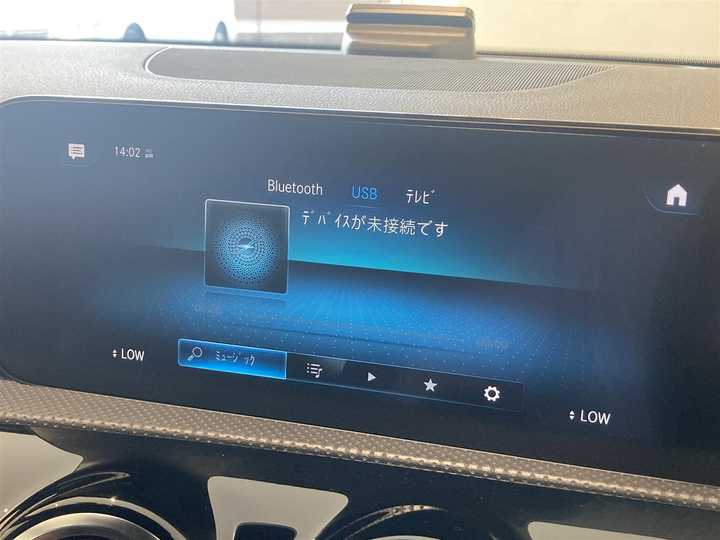 14:02
Bluetooth USB ﾃﾚﾋﾞ
ﾃﾞﾊﾞｲｽが未接続です
LOW
ﾐｭｰｼﾞｯｸ
LOW